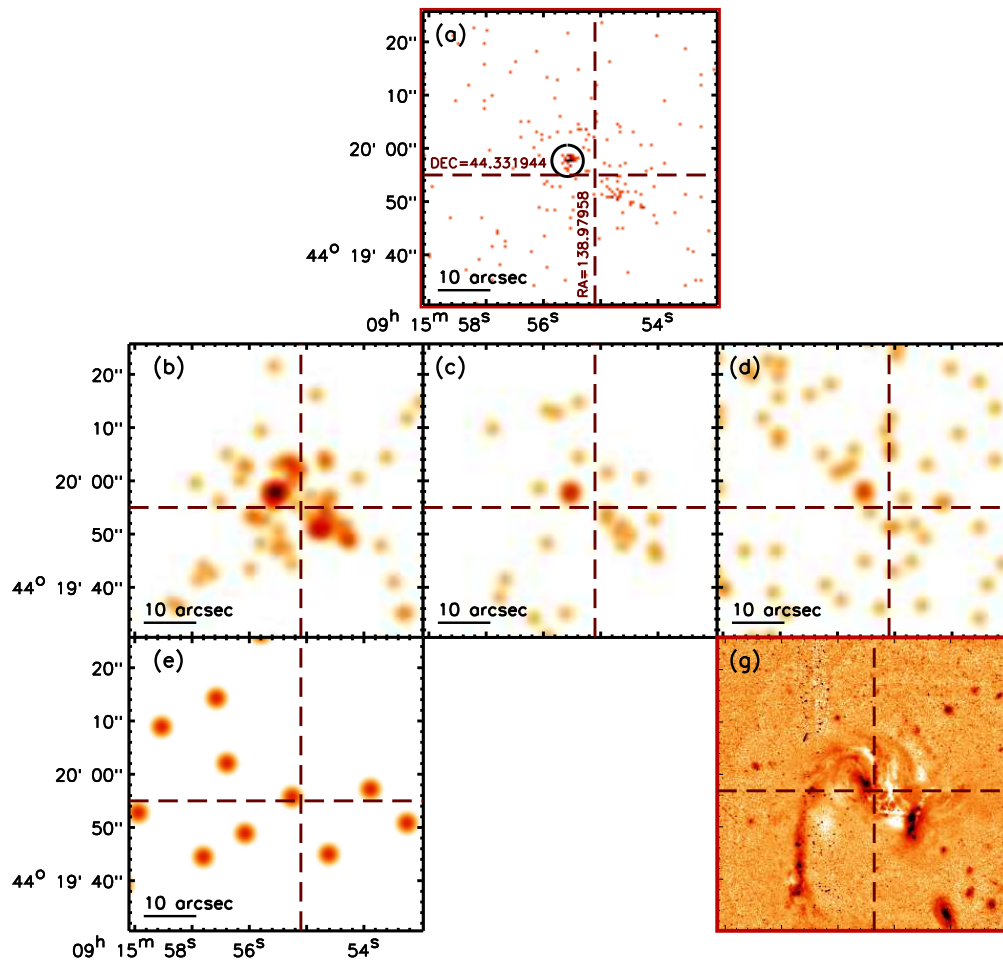 (a)
20"
10"
20' 00"
50"
44° 19' 40"
DEC=44.331944
RA=138.97958
10 arcsec
09h 15m 58s 56s 54s
(b) (c) (d)
20"
10"
20' 00"
50"
44° 19' 40"
10 arcsec 10 arcsec 10 arcsec
(e) (g)
20"
10"
20' 00"
50"
44° 19' 40"
10 arcsec
09h 15m 58s 56s 54s